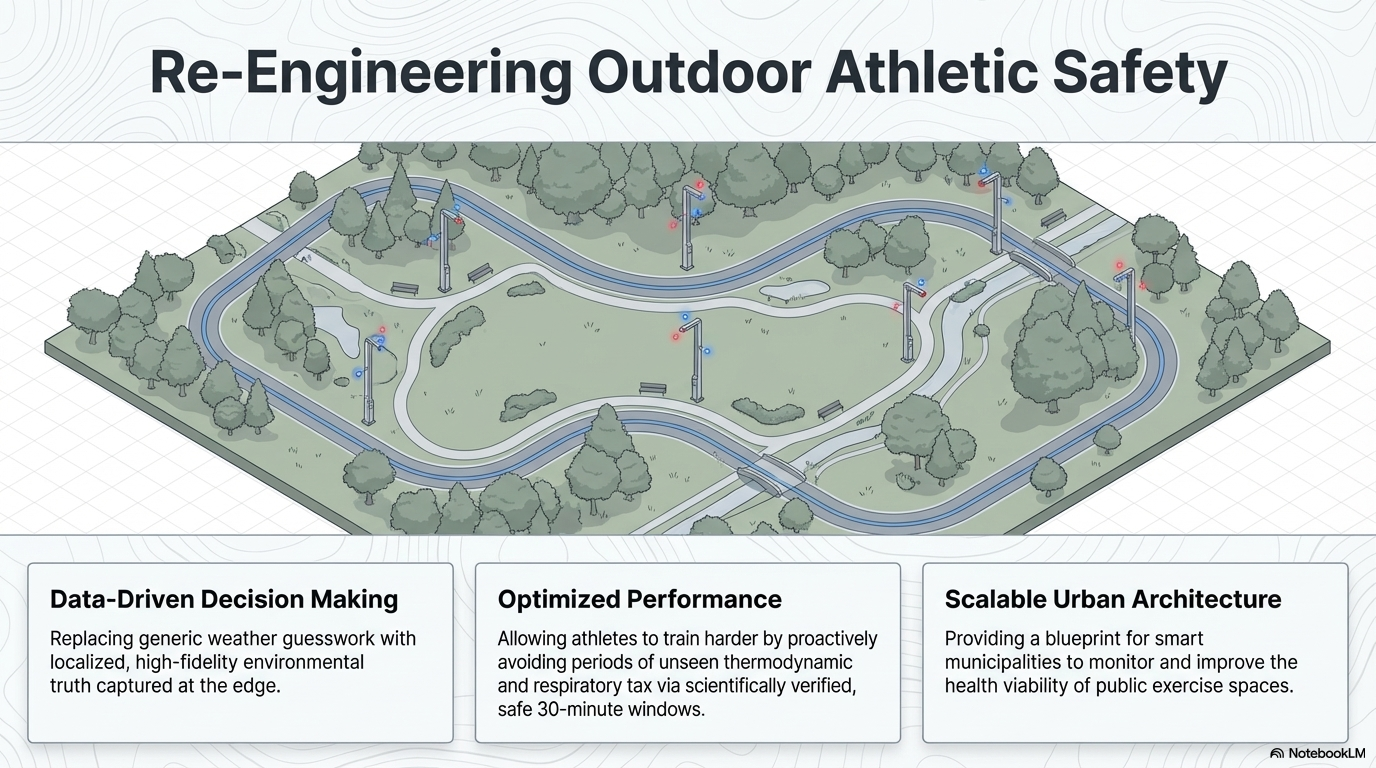 Re-Engineering Outdoor Athletic Safety
Data-Driven Decision Making
Replacing generic weather guesswork with
localized, high-fidelity environmental
truth captured at the edge.
Optimized Performance
Allowing athletes to train harder by proactively
avoiding periods of unseen thermodynamic
and respiratory tax via scientifically verified,
safe 30-minute windows.
Scalable Urban Architecture
Providing a blueprint for smart
municipalities to monitor and improve the
health viability of public exercise spaces.
NotebookLM